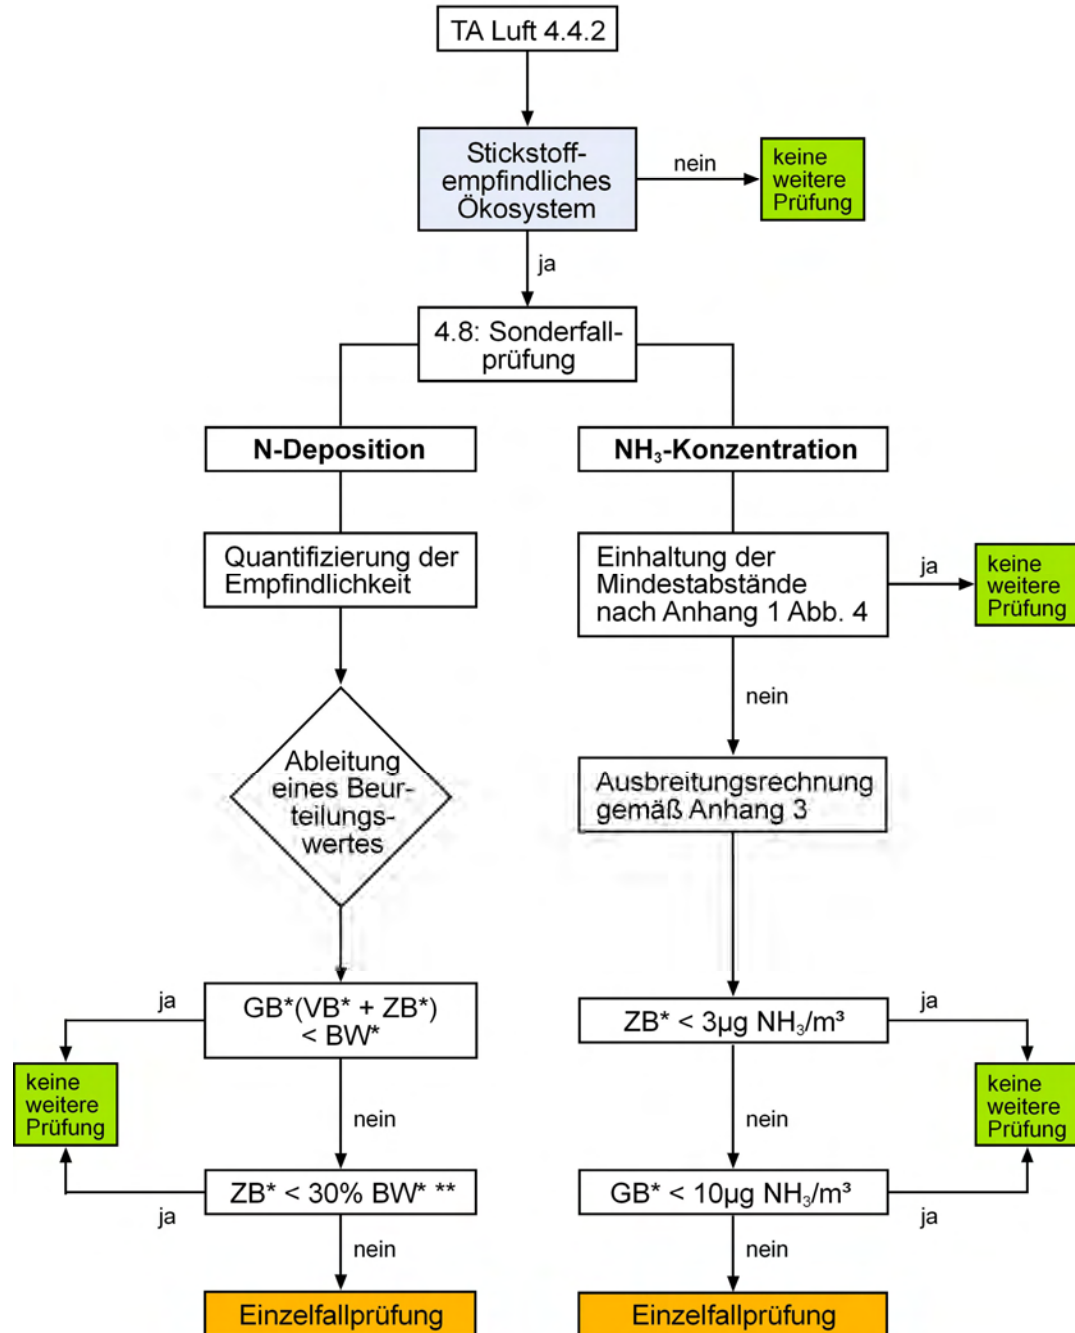 TA Luft 4.4.2
Stickstoff-
empfindliches
Ökosystem
nein
keine
weitere
Prüfung
ja
4.8: Sonderfall-
prüfung
N-Deposition
NH₃-Konzentration
Quantifizierung der
Empfindlichkeit
Einhaltung der
Mindestabstände
nach Anhang 1 Abb. 4
ja
keine
weitere
Prüfung
nein
Ableitung
eines Beur-
teilungs-
wertes
Ausbreitungsrechnung
gemäß Anhang 3
ja
GB*(VB* + ZB*)
< BW*
ZB* < 3µg NH₃/m³
ja
keine
weitere
Prüfung
nein
nein
keine
weitere
Prüfung
ja
ZB* < 30% BW* **
GB* < 10µg NH₃/m³
ja
nein
nein
Einzelfallprüfung
Einzelfallprüfung